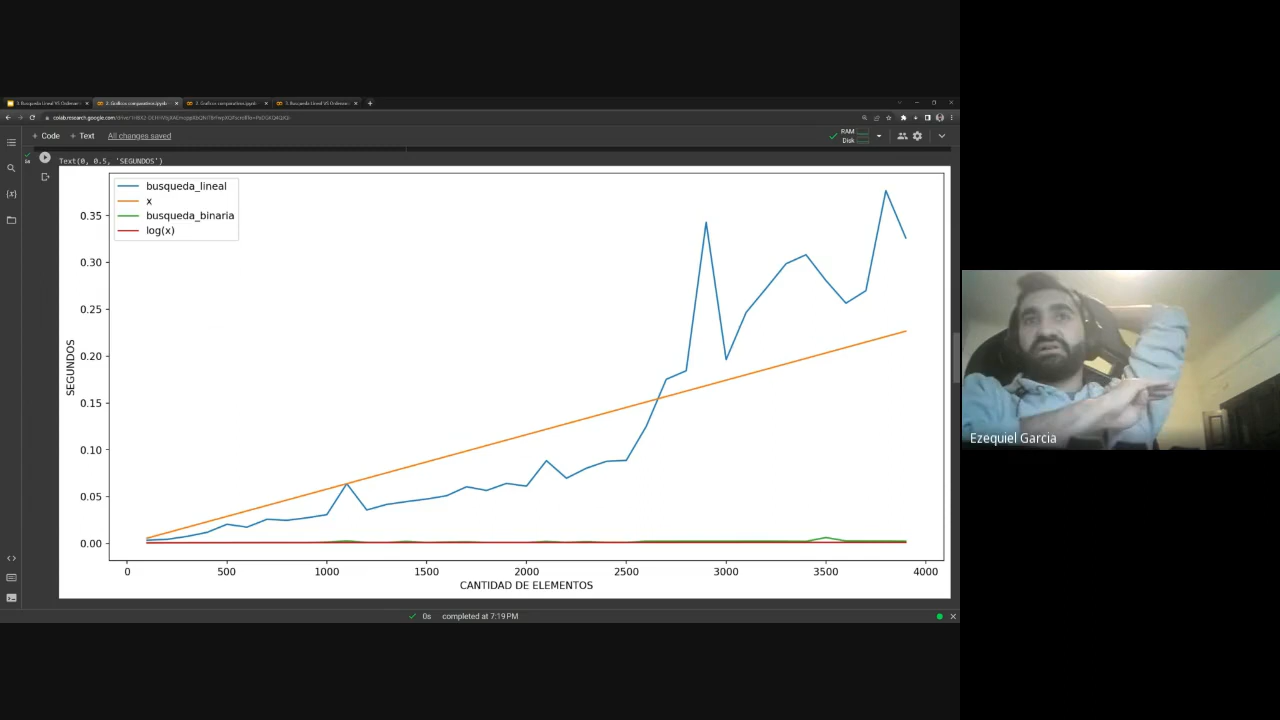 + Code + Text All changes saved
RAM
Disk
Text(0, 0.5, 'SEGUNDOS')
busqueda_lineal
x
busqueda_binaria
log(x)
SEGUNDOS
0.35
0.30
0.25
0.20
0.15
0.10
0.05
0.00
0 500 1000 1500 2000 2500 3000 3500 4000
CANTIDAD DE ELEMENTOS
0s completed at 7:19 PM
Ezequiel Garcia